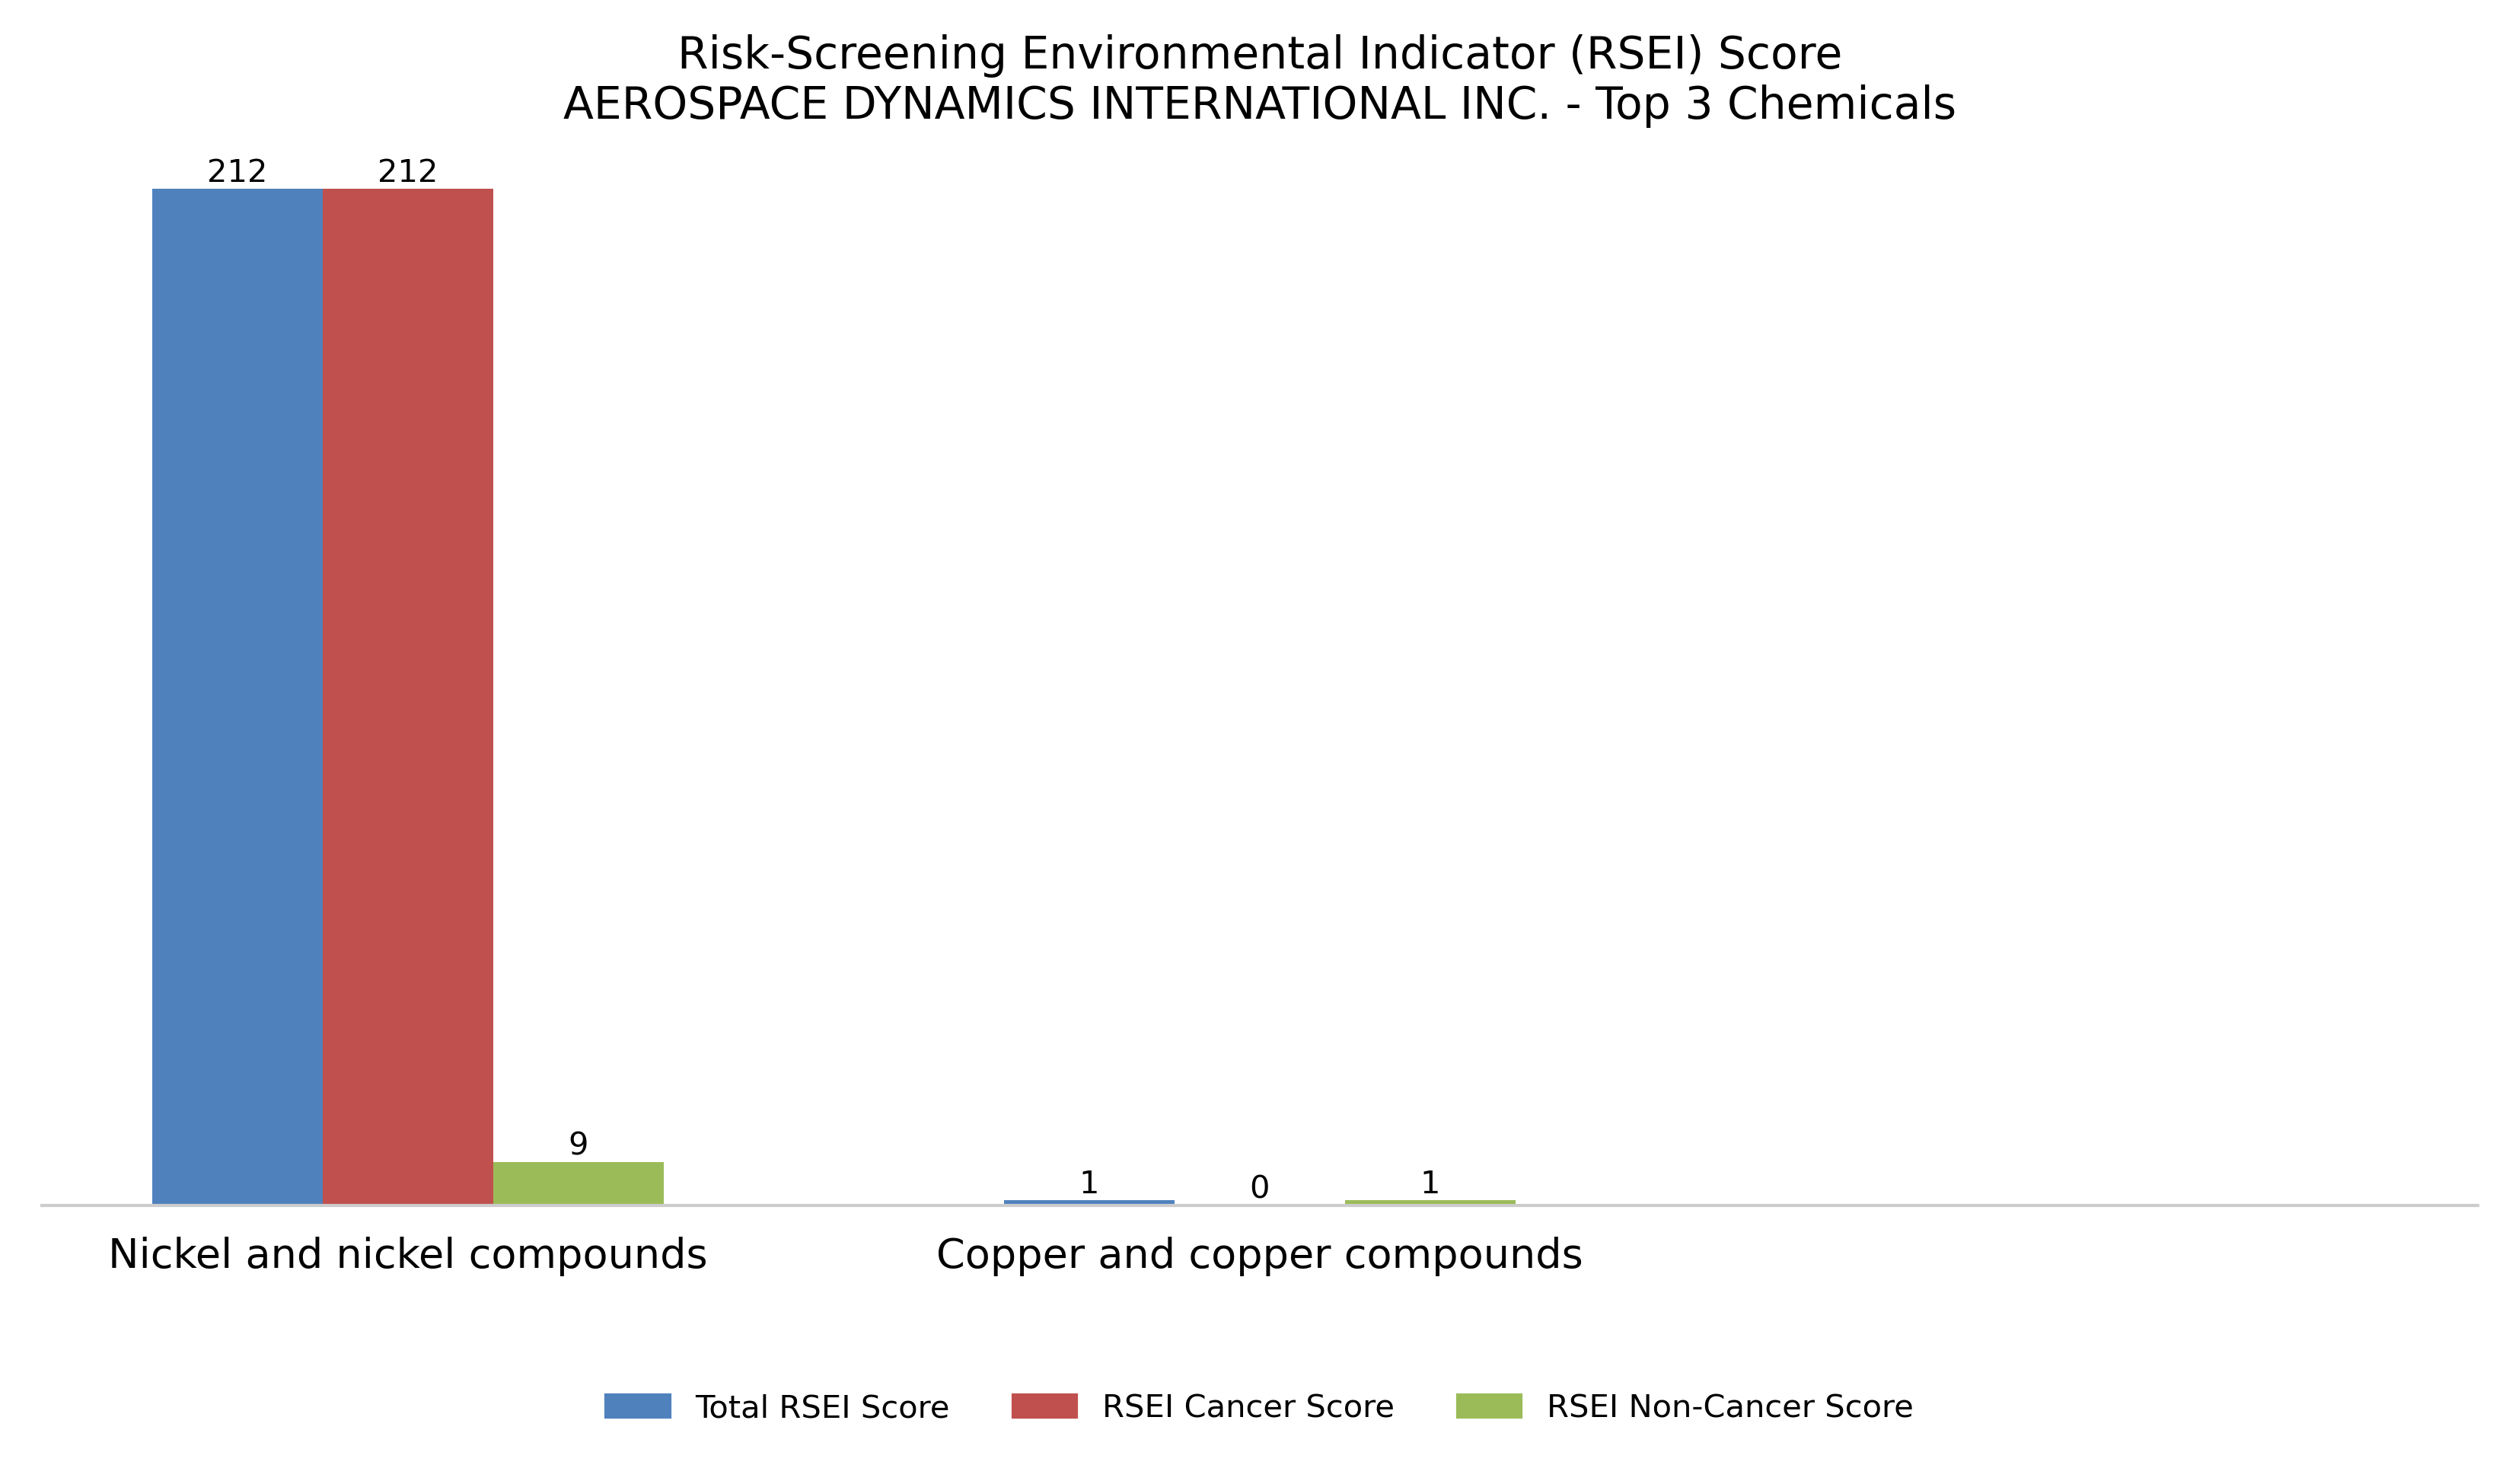 Risk-Screening Environmental Indicator (RSEI) Score
AEROSPACE DYNAMICS INTERNATIONAL INC. - Top 3 Chemicals
212
212
9
1
0
1
Nickel and nickel compounds
Copper and copper compounds
Total RSEI Score
RSEI Cancer Score
RSEI Non-Cancer Score